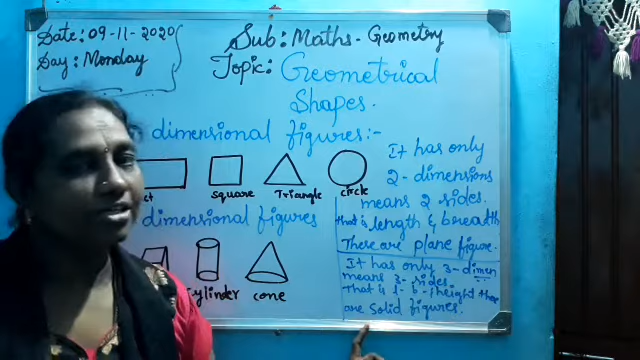 Date: 09-11-2020
Day: Monday
Sub: Maths - Geometry
Topic: Geometrical
Shapes.
dimensional figures:-
square
Triangle
circle
It has only
2-dimensions
means 2 sides.
that is length & breadth
These are plane figure.
dimensional figures
Cylinder
cone
It has only 3-dimen
means 3-sides
That is l- b- height
are solid figures.